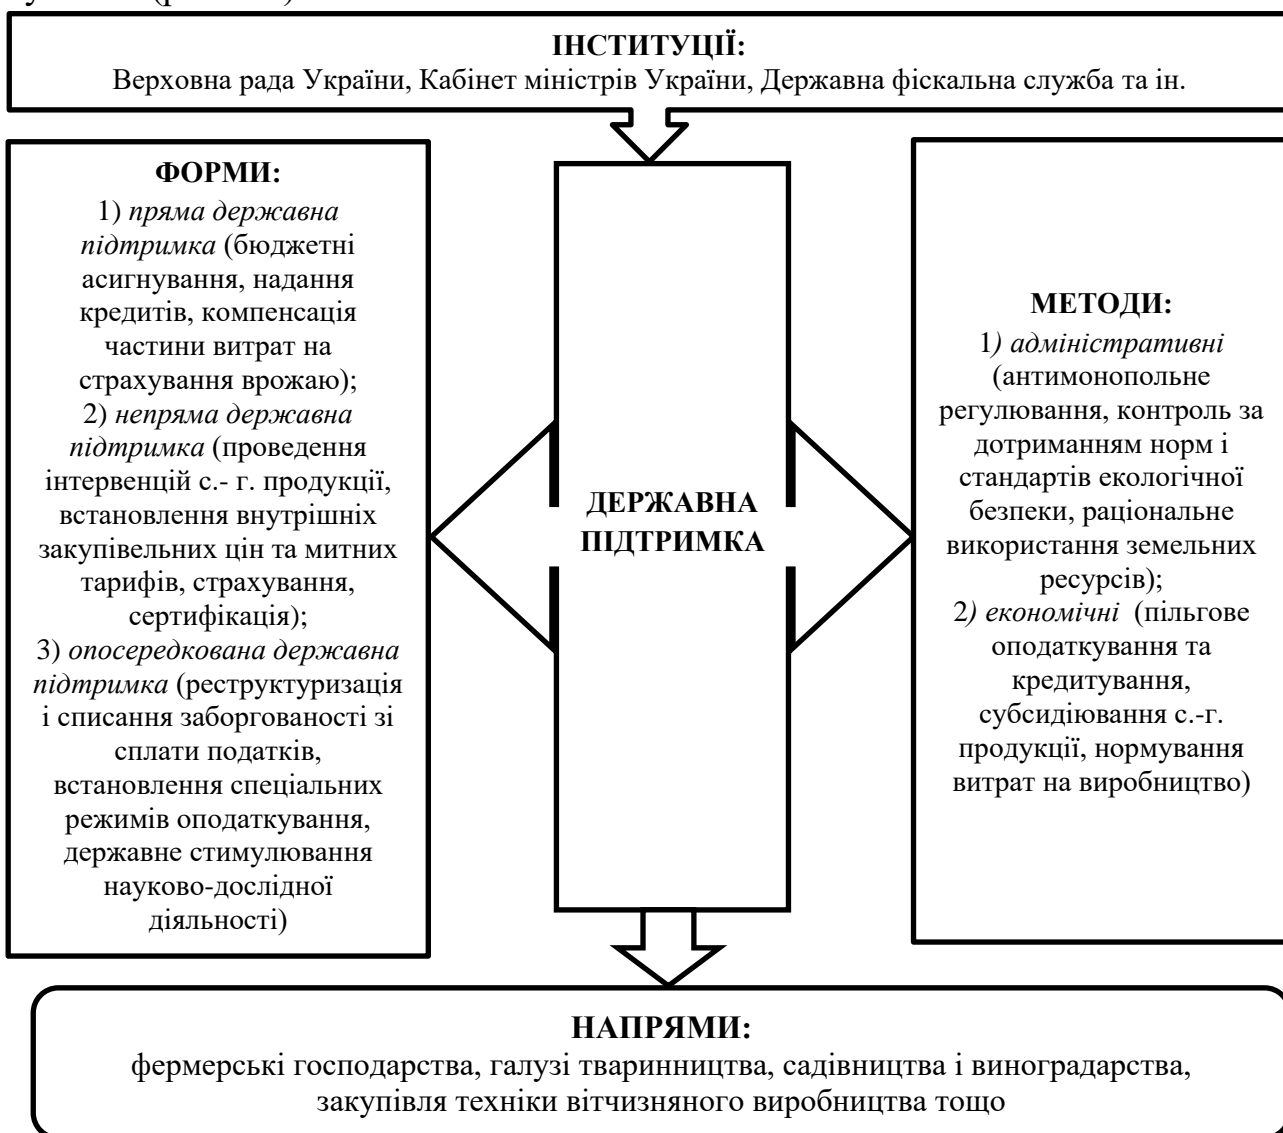 ІНСТИТУЦІЇ:
Верховна рада України, Кабінет міністрів України, Державна фіскальна служба та ін.
ФОРМИ:
1) пряма державна
підтримка (бюджетні
асигнування, надання
кредитів, компенсація
частини витрат на
страхування врожаю);
2) непряма державна
підтримка (проведення
інтервенцій с.- г. продукції,
встановлення внутрішніх
закупівельних цін та митних
тарифів, страхування,
сертифікація);
3) опосередкована державна
підтримка (реструктуризація
і списання заборгованості зі
сплати податків,
встановлення спеціальних
режимів оподаткування,
державне стимулювання
науково-дослідної
діяльності)
ДЕРЖАВНА
ПІДТРИМКА
МЕТОДИ:
1) адміністративні
(антимонопольне
регулювання, контроль за
дотриманням норм і
стандартів екологічної
безпеки, раціональне
використання земельних
ресурсів);
2) економічні (пільгове
оподаткування та
кредитування,
субсидіювання с.-г.
продукції, нормування
витрат на виробництво)
НАПРЯМИ:
фермерські господарства, галузі тваринництва, садівництва і виноградарства,
закупівля техніки вітчизняного виробництва тощо